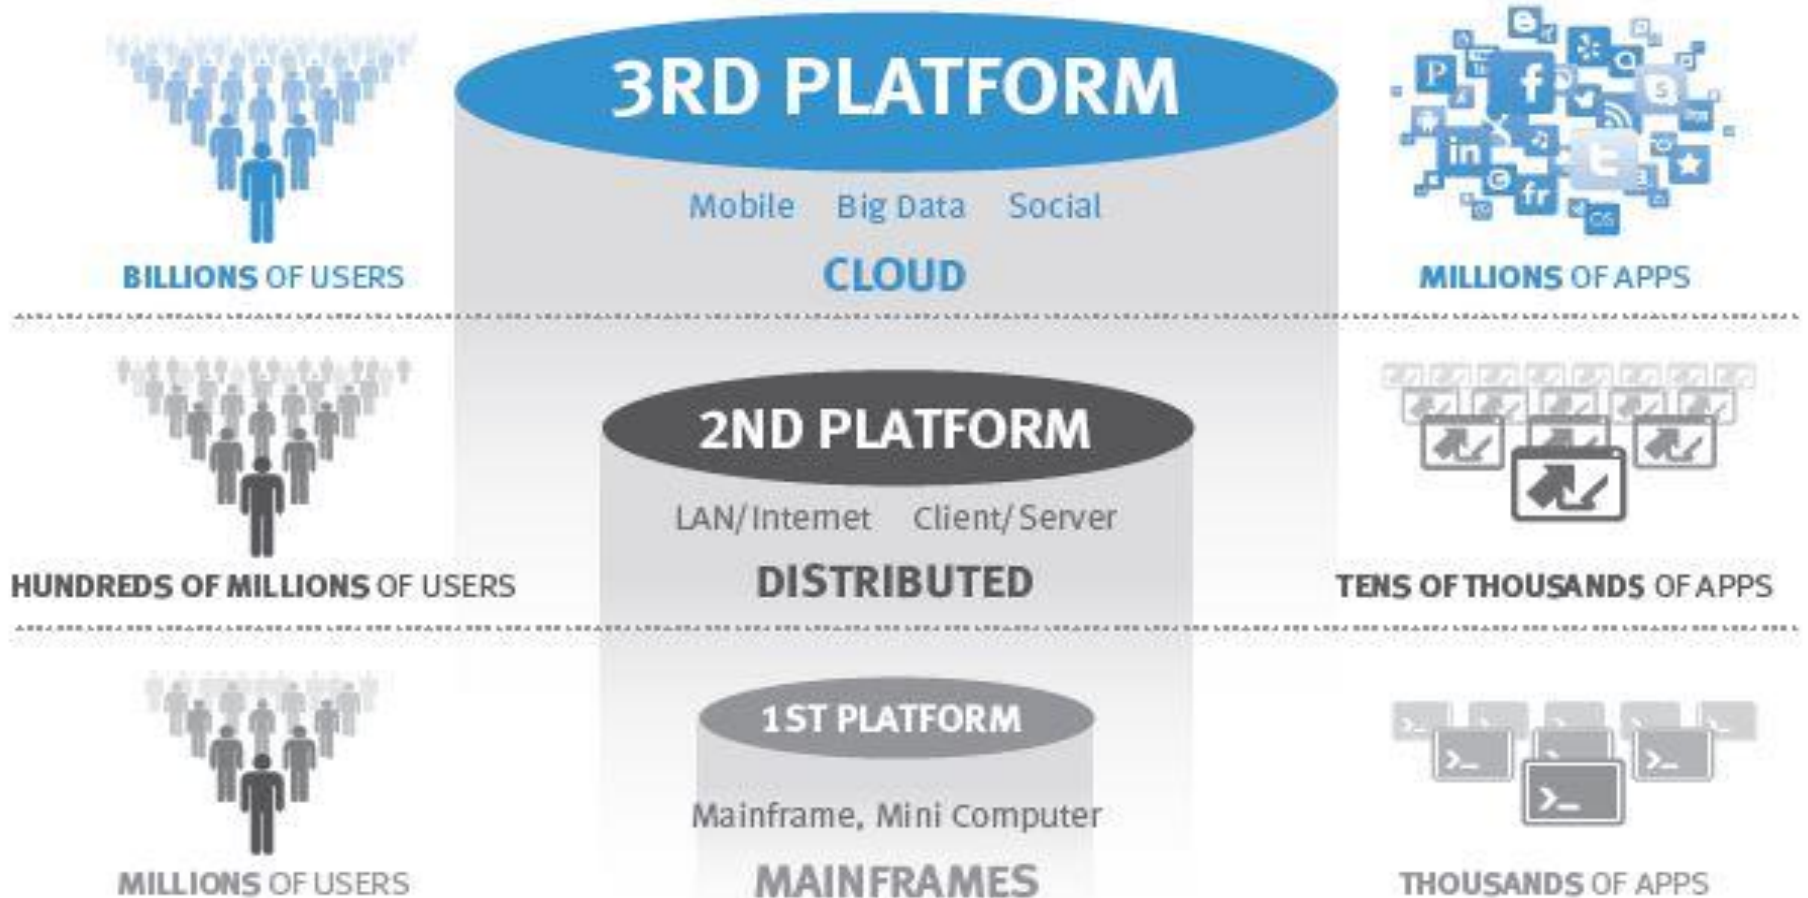 3RD PLATFORM
Mobile Big Data Social
CLOUD
BILLIONS OF USERS
MILLIONS OF APPS
2ND PLATFORM
LAN/Internet Client/Server
DISTRIBUTED
HUNDREDS OF MILLIONS OF USERS
TENS OF THOUSANDS OF APPS
1ST PLATFORM
Mainframe, Mini Computer
MAINFRAMES
MILLIONS OF USERS
THOUSANDS OF APPS